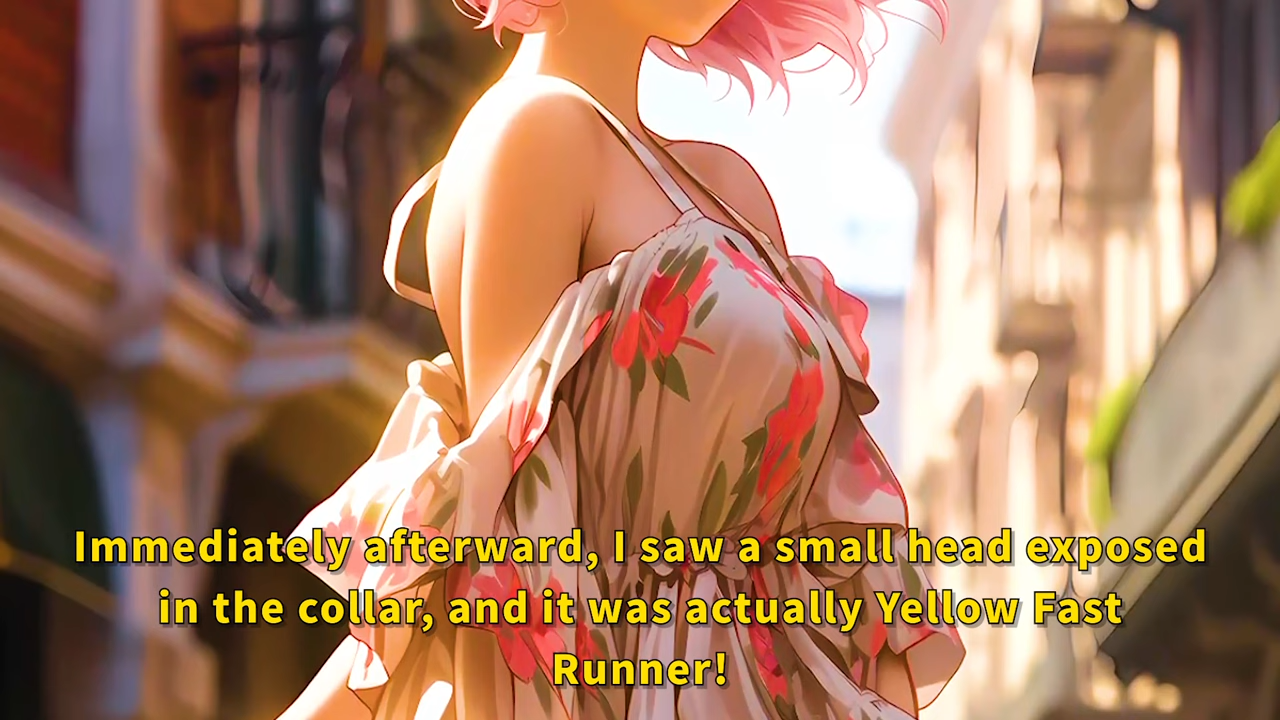 Immediately afterward, I saw a small head exposed
in the collar, and it was actually Yellow Fast
Runner!